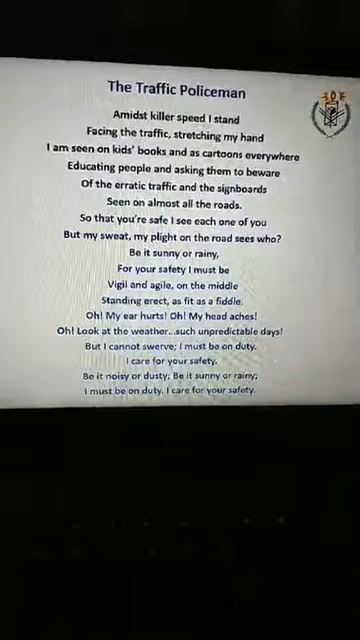 The Traffic Policeman
Amidst killer speed I stand
Facing the traffic, stretching my hand
I am seen on kids' books and as cartoons everywhere
Educating people and asking them to beware
Of the erratic traffic and the signboards
Seen on almost all the roads.
So that you're safe I see each one of you
But my sweat, my plight on the road sees who?
Be it sunny or rainy,
For your safety I must be
Vigil and agile, on the middle
Standing erect, as fit as a fiddle.
Oh! My ear hurts! Oh! My head aches!
Oh! Look at the weather...such unpredictable days!
But I cannot swerve; I must be on duty.
I care for your safety.
Be it noisy or dusty; Be it sunny or rainy;
I must be on duty. I care for your safety.